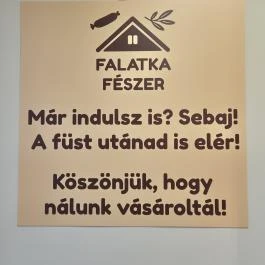 FALATKA
FÉSZER
Már indulsz is? Sebaj!
A füst utánad is elér!
Köszönjük, hogy
nálunk vásároltál!